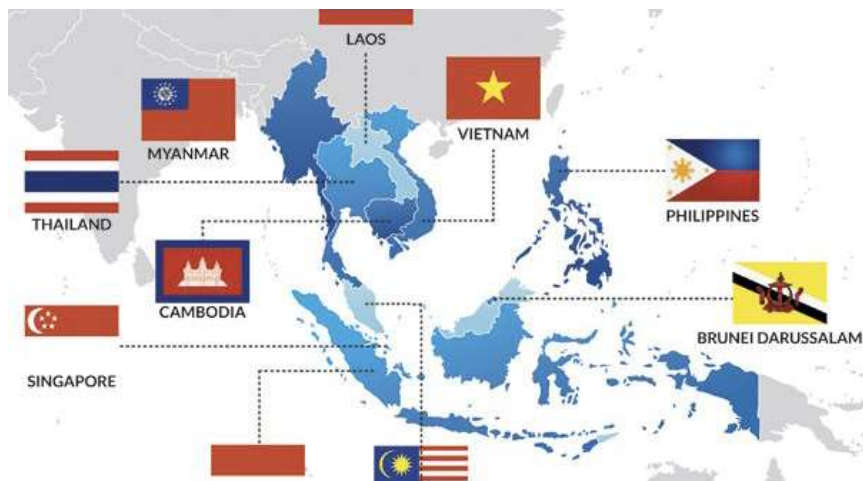 LAOS
VIETNAM
MYANMAR
PHILIPPINES
THAILAND
CAMBODIA
BRUNEI DARUSSALAM
SINGAPORE